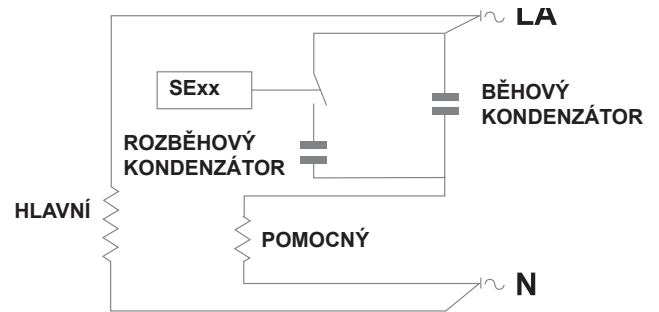 LA
SExx
BĚHOVÝ
KONDENZÁTOR
ROZBĚHOVÝ
KONDENZÁTOR
HLAVNÍ
POMOCNÝ
N